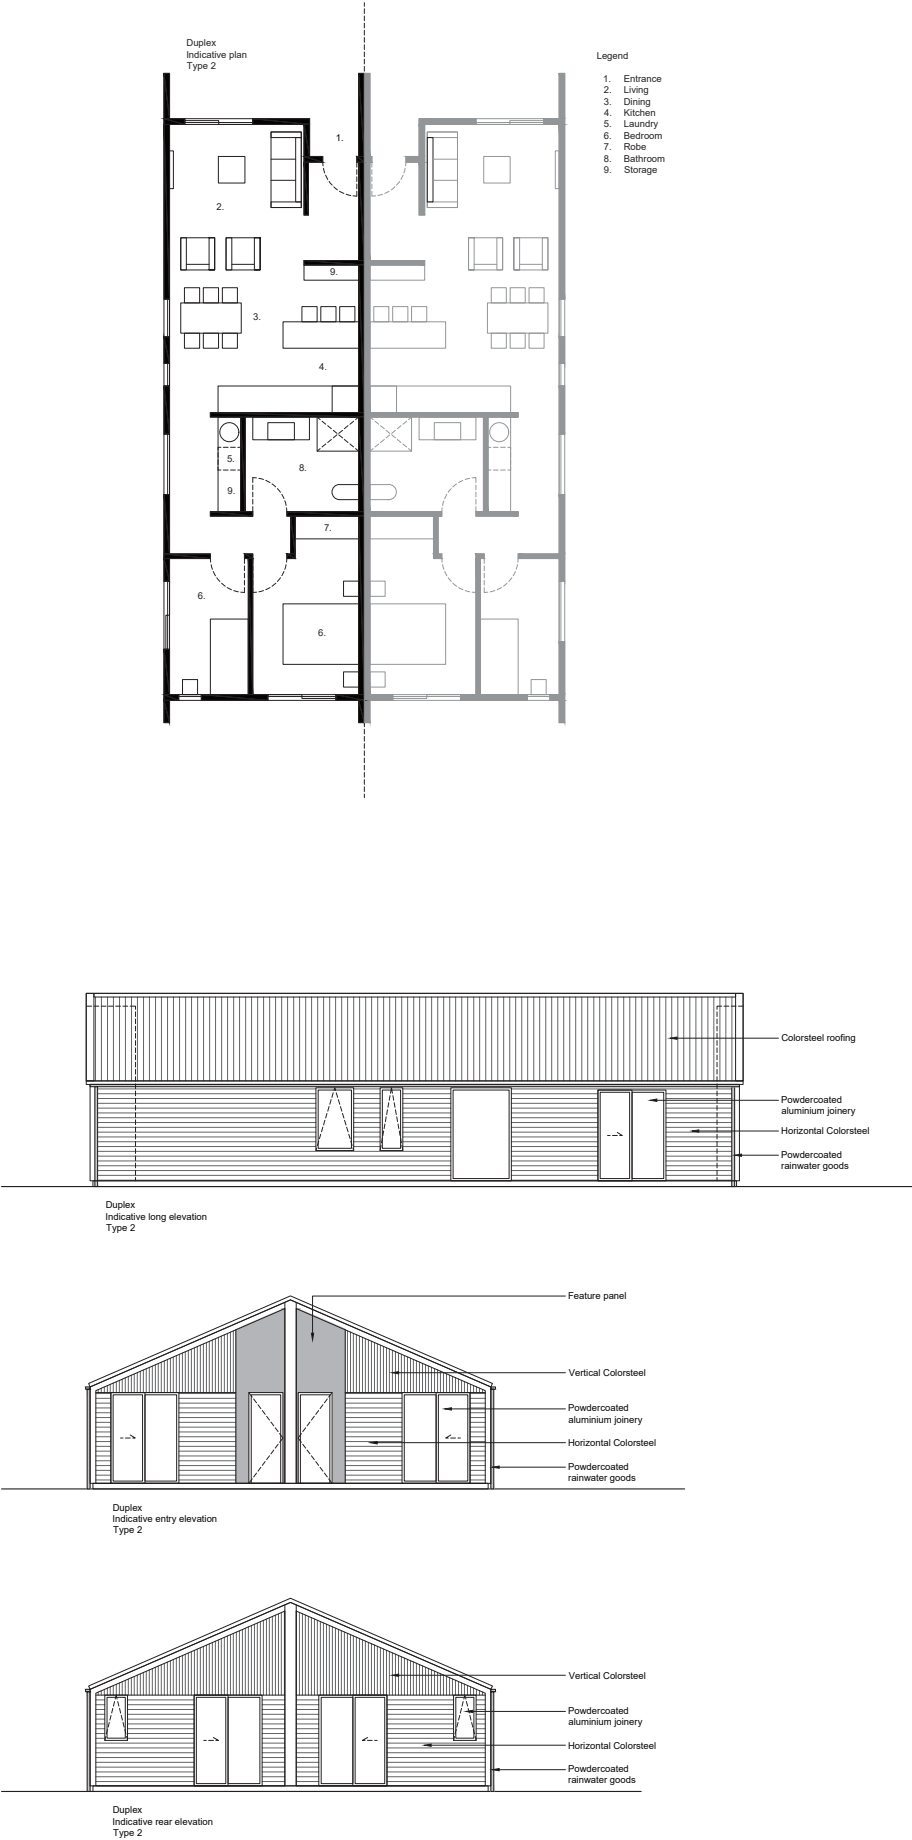 Duplex
Indicative plan
Type 2
Legend
1. Entrance
2. Living
3. Dining
4. Kitchen
5. Laundry
6. Bedroom
7. Robe
8. Bathroom
9. Storage
1.
2.
9.
3.
4.
5.
8.
9.
7.
6.
6.
Colorsteel roofing
Powdercoated
aluminium joinery
Horizontal Colorsteel
Powdercoated
rainwater goods
Duplex
Indicative long elevation
Type 2
Feature panel
Vertical Colorsteel
Powdercoated
aluminium joinery
Horizontal Colorsteel
Powdercoated
rainwater goods
Duplex
Indicative entry elevation
Type 2
Vertical Colorsteel
Powdercoated
aluminium joinery
Horizontal Colorsteel
Powdercoated
rainwater goods
Duplex
Indicative rear elevation
Type 2